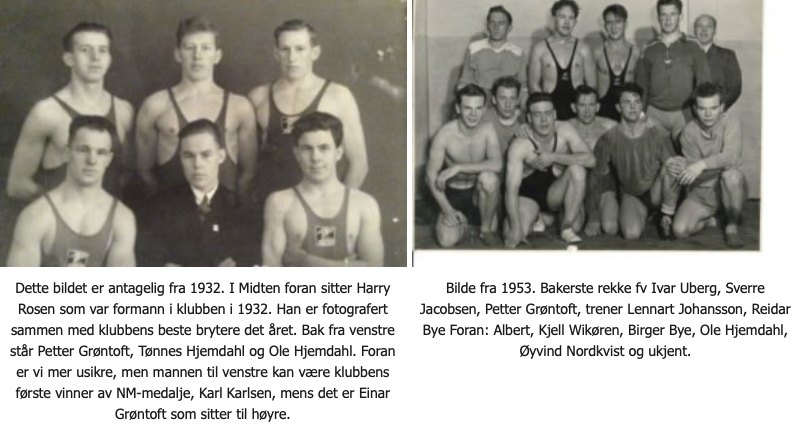 Dette bildet er antagelig fra 1932. I Midten foran sitter Harry
Rosen som var formann i klubben i 1932. Han er fotografert
sammen med klubbens beste brytere det året. Bak fra venstre
står Petter Grøntoft, Tønnes Hjemdahl og Ole Hjemdahl. Foran
er vi mer usikre, men mannen til venstre kan være klubbens
første vinner av NM-medalje, Karl Karlsen, mens det er Einar
Grøntoft som sitter til høyre.
Bilde fra 1953. Bakerste rekke fv Ivar Uberg, Sverre
Jacobsen, Petter Grøntoft, trener Lennart Johansson, Reidar
Bye Foran: Albert, Kjell Wikøren, Birger Bye, Ole Hjemdahl,
Øyvind Nordkvist og ukjent.